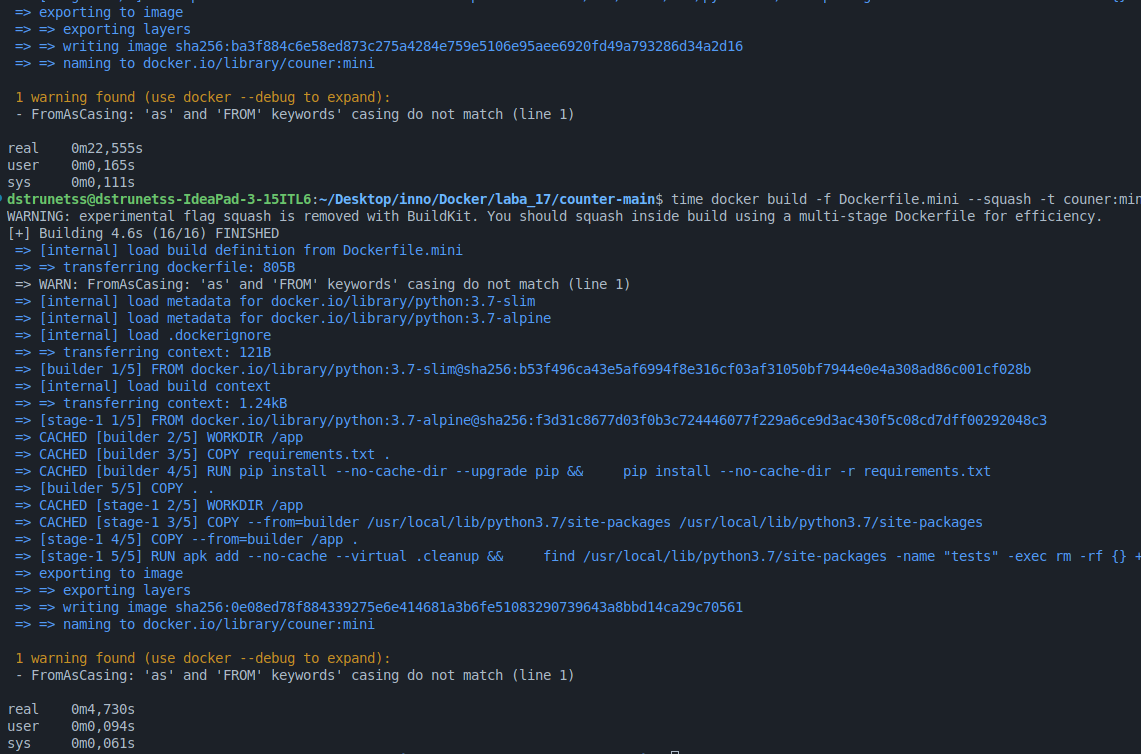 => exporting to image
=> => exporting layers
=> => writing image sha256:ba3f884c6e58ed873c275a4284e759e5106e95aee6920fd49a793286d34a2d16
=> => naming to docker.io/library/couner:mini
1 warning found (use docker --debug to expand):
- FromAsCasing: 'as' and 'FROM' keywords' casing do not match (line 1)
real 0m22,555s
user 0m0,165s
sys 0m0,111s
dstrunetss@dstrunetss-IdeaPad-3-15ITL6:~/Desktop/inno/Docker/laba_17/counter-main$ time docker build -f Dockerfile.mini --squash -t couner:min
WARNING: experimental flag squash is removed with BuildKit. You should squash inside build using a multi-stage Dockerfile for efficiency.
[+] Building 4.6s (16/16) FINISHED
=> [internal] load build definition from Dockerfile.mini
=> => transferring dockerfile: 805B
=> WARN: FromAsCasing: 'as' and 'FROM' keywords' casing do not match (line 1)
=> [internal] load metadata for docker.io/library/python:3.7-slim
=> [internal] load metadata for docker.io/library/python:3.7-alpine
=> [internal] load .dockerignore
=> => transferring context: 121B
=> [builder 1/5] FROM docker.io/library/python:3.7-slim@sha256:b53f496ca43e5af6994f8e316cf03af31050bf7944e0e4a308ad86c001cf028b
=> [internal] load build context
=> => transferring context: 1.24kB
=> [stage-1 1/5] FROM docker.io/library/python:3.7-alpine@sha256:f3d31c8677d03f0b3c724446077f229a6ce9d3ac430f5c08cd7dff00292048c3
=> CACHED [builder 2/5] WORKDIR /app
=> CACHED [builder 3/5] COPY requirements.txt .
=> CACHED [builder 4/5] RUN pip install --no-cache-dir --upgrade pip &&     pip install --no-cache-dir -r requirements.txt
=> [builder 5/5] COPY . .
=> CACHED [stage-1 2/5] WORKDIR /app
=> CACHED [stage-1 3/5] COPY --from=builder /usr/local/lib/python3.7/site-packages /usr/local/lib/python3.7/site-packages
=> [stage-1 4/5] COPY --from=builder /app .
=> [stage-1 5/5] RUN apk add --no-cache --virtual .cleanup &&     find /usr/local/lib/python3.7/site-packages -name "tests" -exec rm -rf {} +
=> exporting to image
=> => exporting layers
=> => writing image sha256:0e08ed78f884339275e6e414681a3b6fe51083290739643a8bbd14ca29c70561
=> => naming to docker.io/library/couner:mini
1 warning found (use docker --debug to expand):
- FromAsCasing: 'as' and 'FROM' keywords' casing do not match (line 1)
real 0m4,730s
user 0m0,094s
sys 0m0,061s